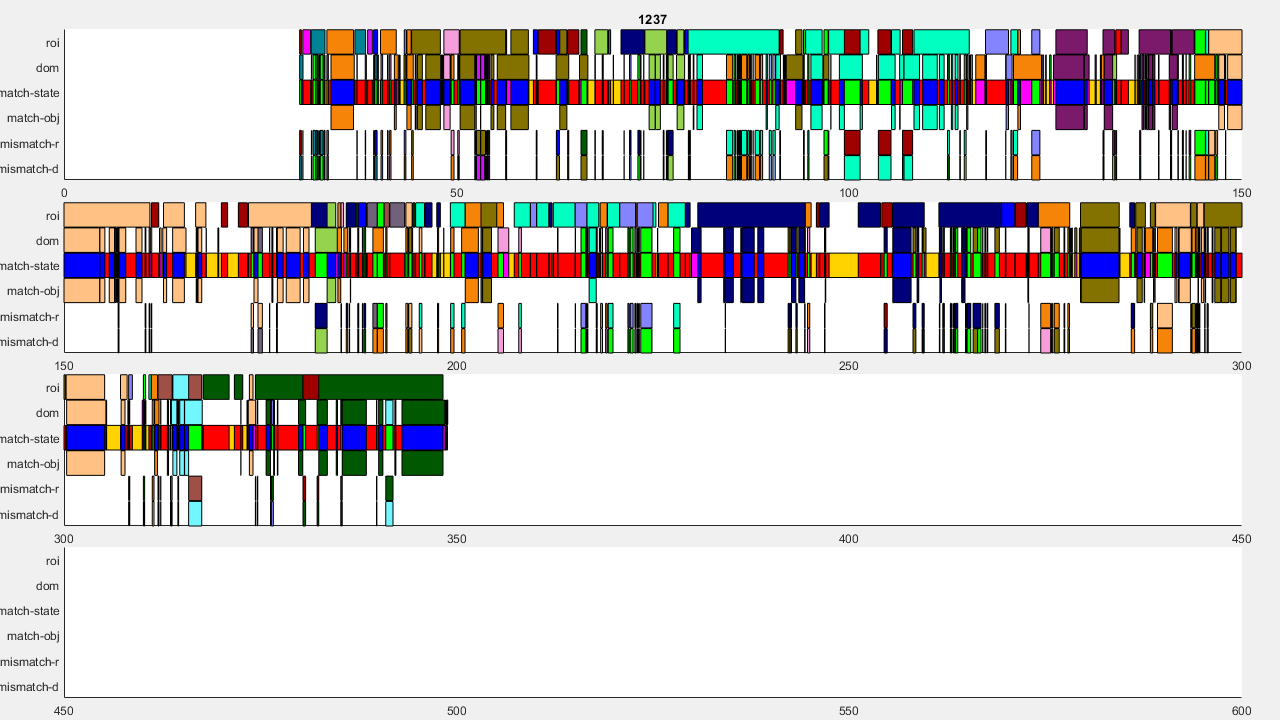 1237
roi
dom
match-state
match-obj
mismatch-r
mismatch-d
0 50 100 150
roi
dom
match-state
match-obj
mismatch-r
mismatch-d
150 200 250 300
roi
dom
match-state
match-obj
mismatch-r
mismatch-d
300 350 400 450
roi
dom
match-state
match-obj
mismatch-r
mismatch-d
450 500 550 600